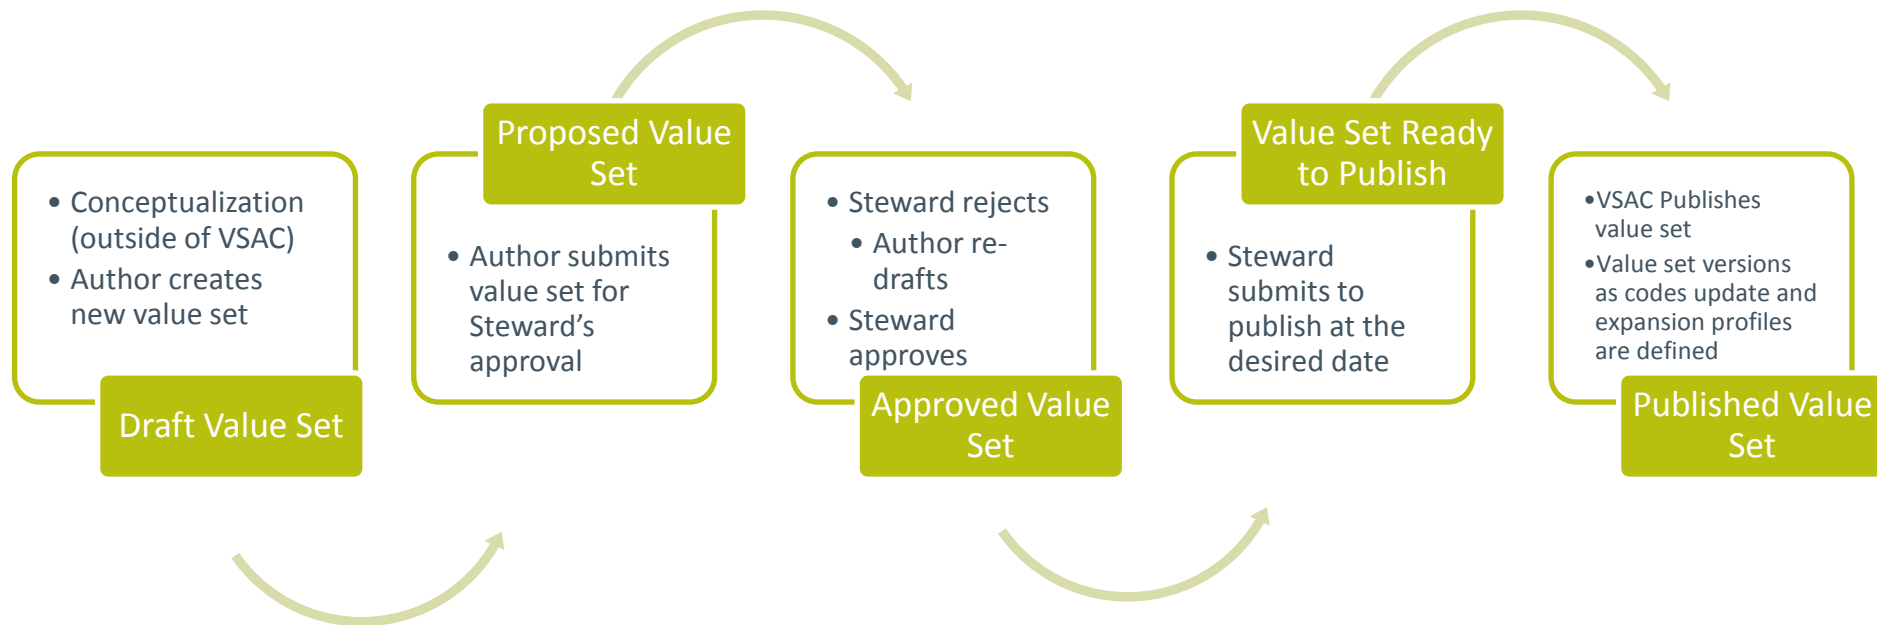 • Conceptualization
(outside of VSAC)
• Author creates
new value set
Draft Value Set
Proposed Value
Set
• Author submits
value set for
Steward’s
approval
• Steward rejects
• Author re-
drafts
• Steward
approves
Approved Value
Set
Value Set Ready
to Publish
• Steward
submits to
publish at the
desired date
•VSAC Publishes
value set
•Value set versions
as codes update and
expansion profiles
are defined
Published Value
Set